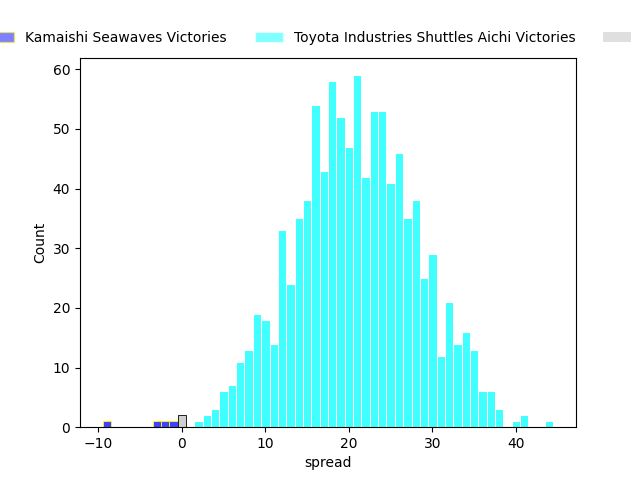 Kamaishi Seawaves Victories Toyota Industries Shuttles Aichi Victories
60
50
40
30
20
10
0
Count
−10 0 10 20 30 40
spread